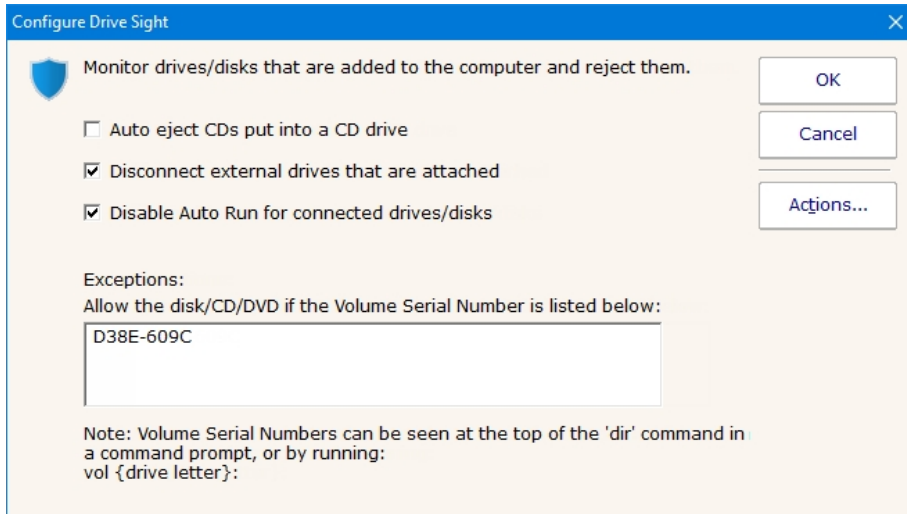 Configure Drive Sight
Monitor drives/disks that are added to the computer and reject them.
OK
Auto eject CDs put into a CD drive
Cancel
Disconnect external drives that are attached
Disable Auto Run for connected drives/disks
Actions...
Exceptions:
Allow the disk/CD/DVD if the Volume Serial Number is listed below:
D38E-609C
Note: Volume Serial Numbers can be seen at the top of the 'dir' command in
a command prompt, or by running:
vol {drive letter}: